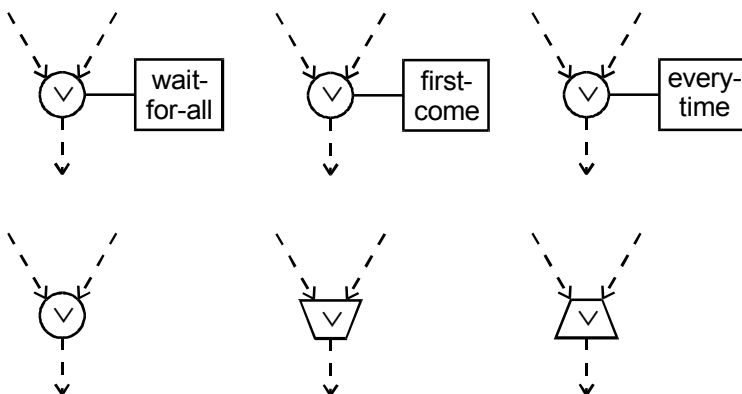 wait-
for-all
first-
come
every-
time